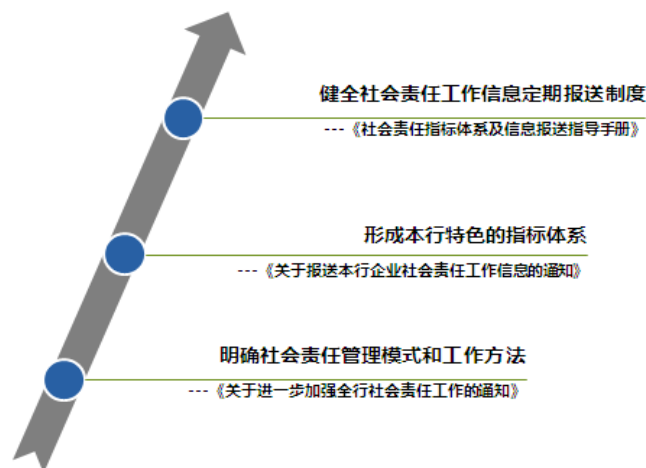 健全社会责任工作信息定期报送制度
---《社会责任指标体系及信息报送指导手册》
形成本行特色的指标体系
---《关于报送本行企业社会责任工作信息的通知》
明确社会责任管理模式和工作方法
---《关于进一步加强全行社会责任工作的通知》